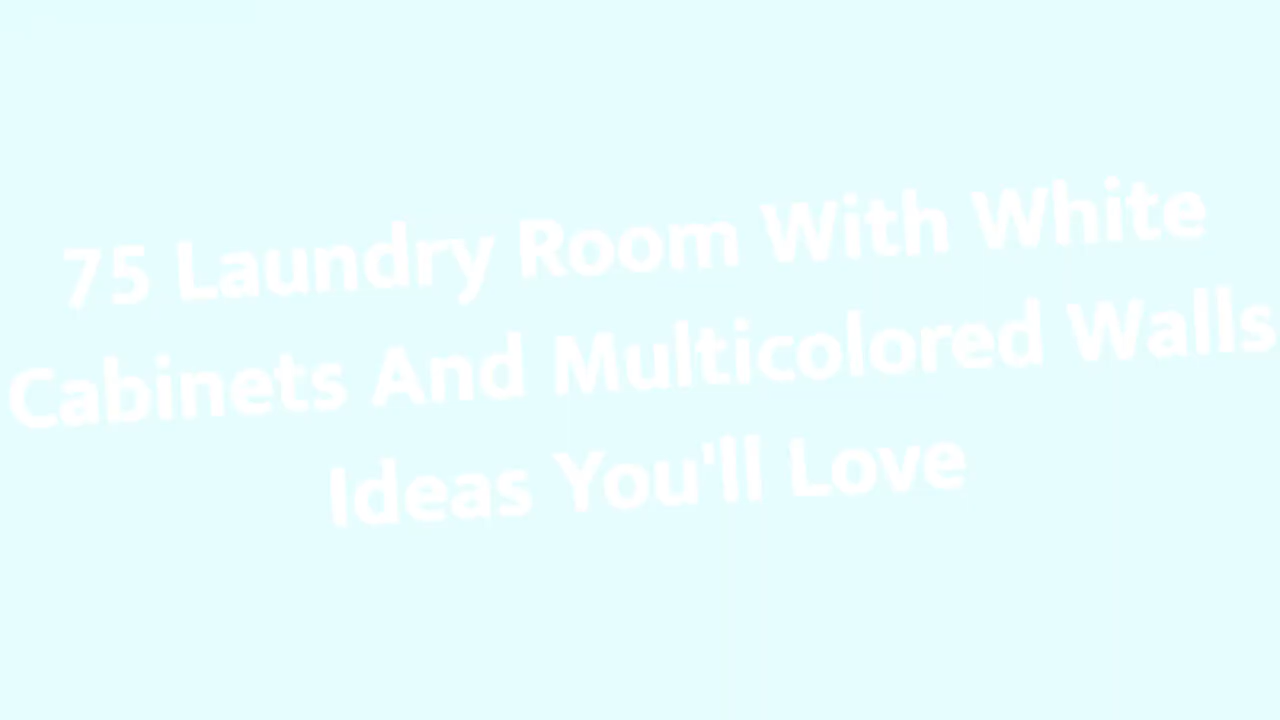 75 Laundry Room With White
Cabinets And Multicolored Walls
Ideas You'll Love